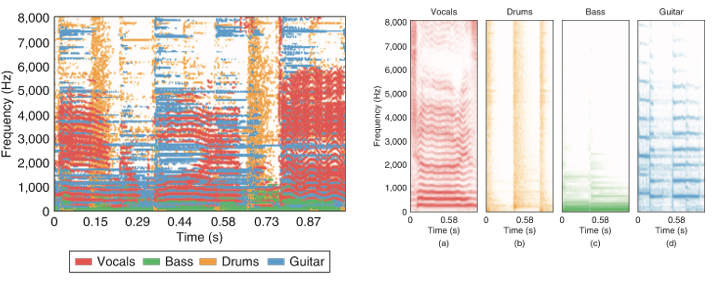 8,000
7,000
6,000
5,000
4,000
3,000
2,000
1,000
0
Frequency (Hz)
0 0.15 0.29 0.44 0.58 0.73 0.87
Time (s)
Vocals Bass Drums Guitar
Vocals Drums Bass Guitar
8,000
7,000
6,000
5,000
4,000
3,000
2,000
1,000
0
Frequency (Hz)
0 0.58 0 0.58 0 0.58 0 0.58
Time (s) Time (s) Time (s) Time (s)
(a) (b) (c) (d)